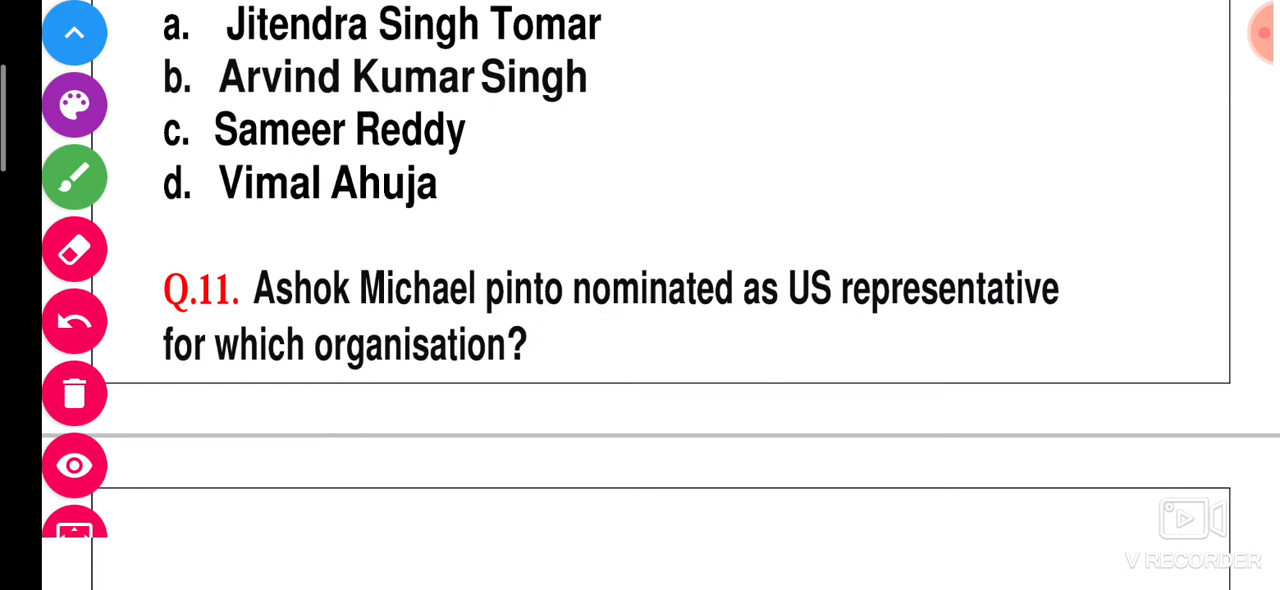 a. Jitendra Singh Tomar
b. Arvind Kumar Singh
c. Sameer Reddy
d. Vimal Ahuja
Q.11. Ashok Michael pinto nominated as US representative
for which organisation?
V RECORDER